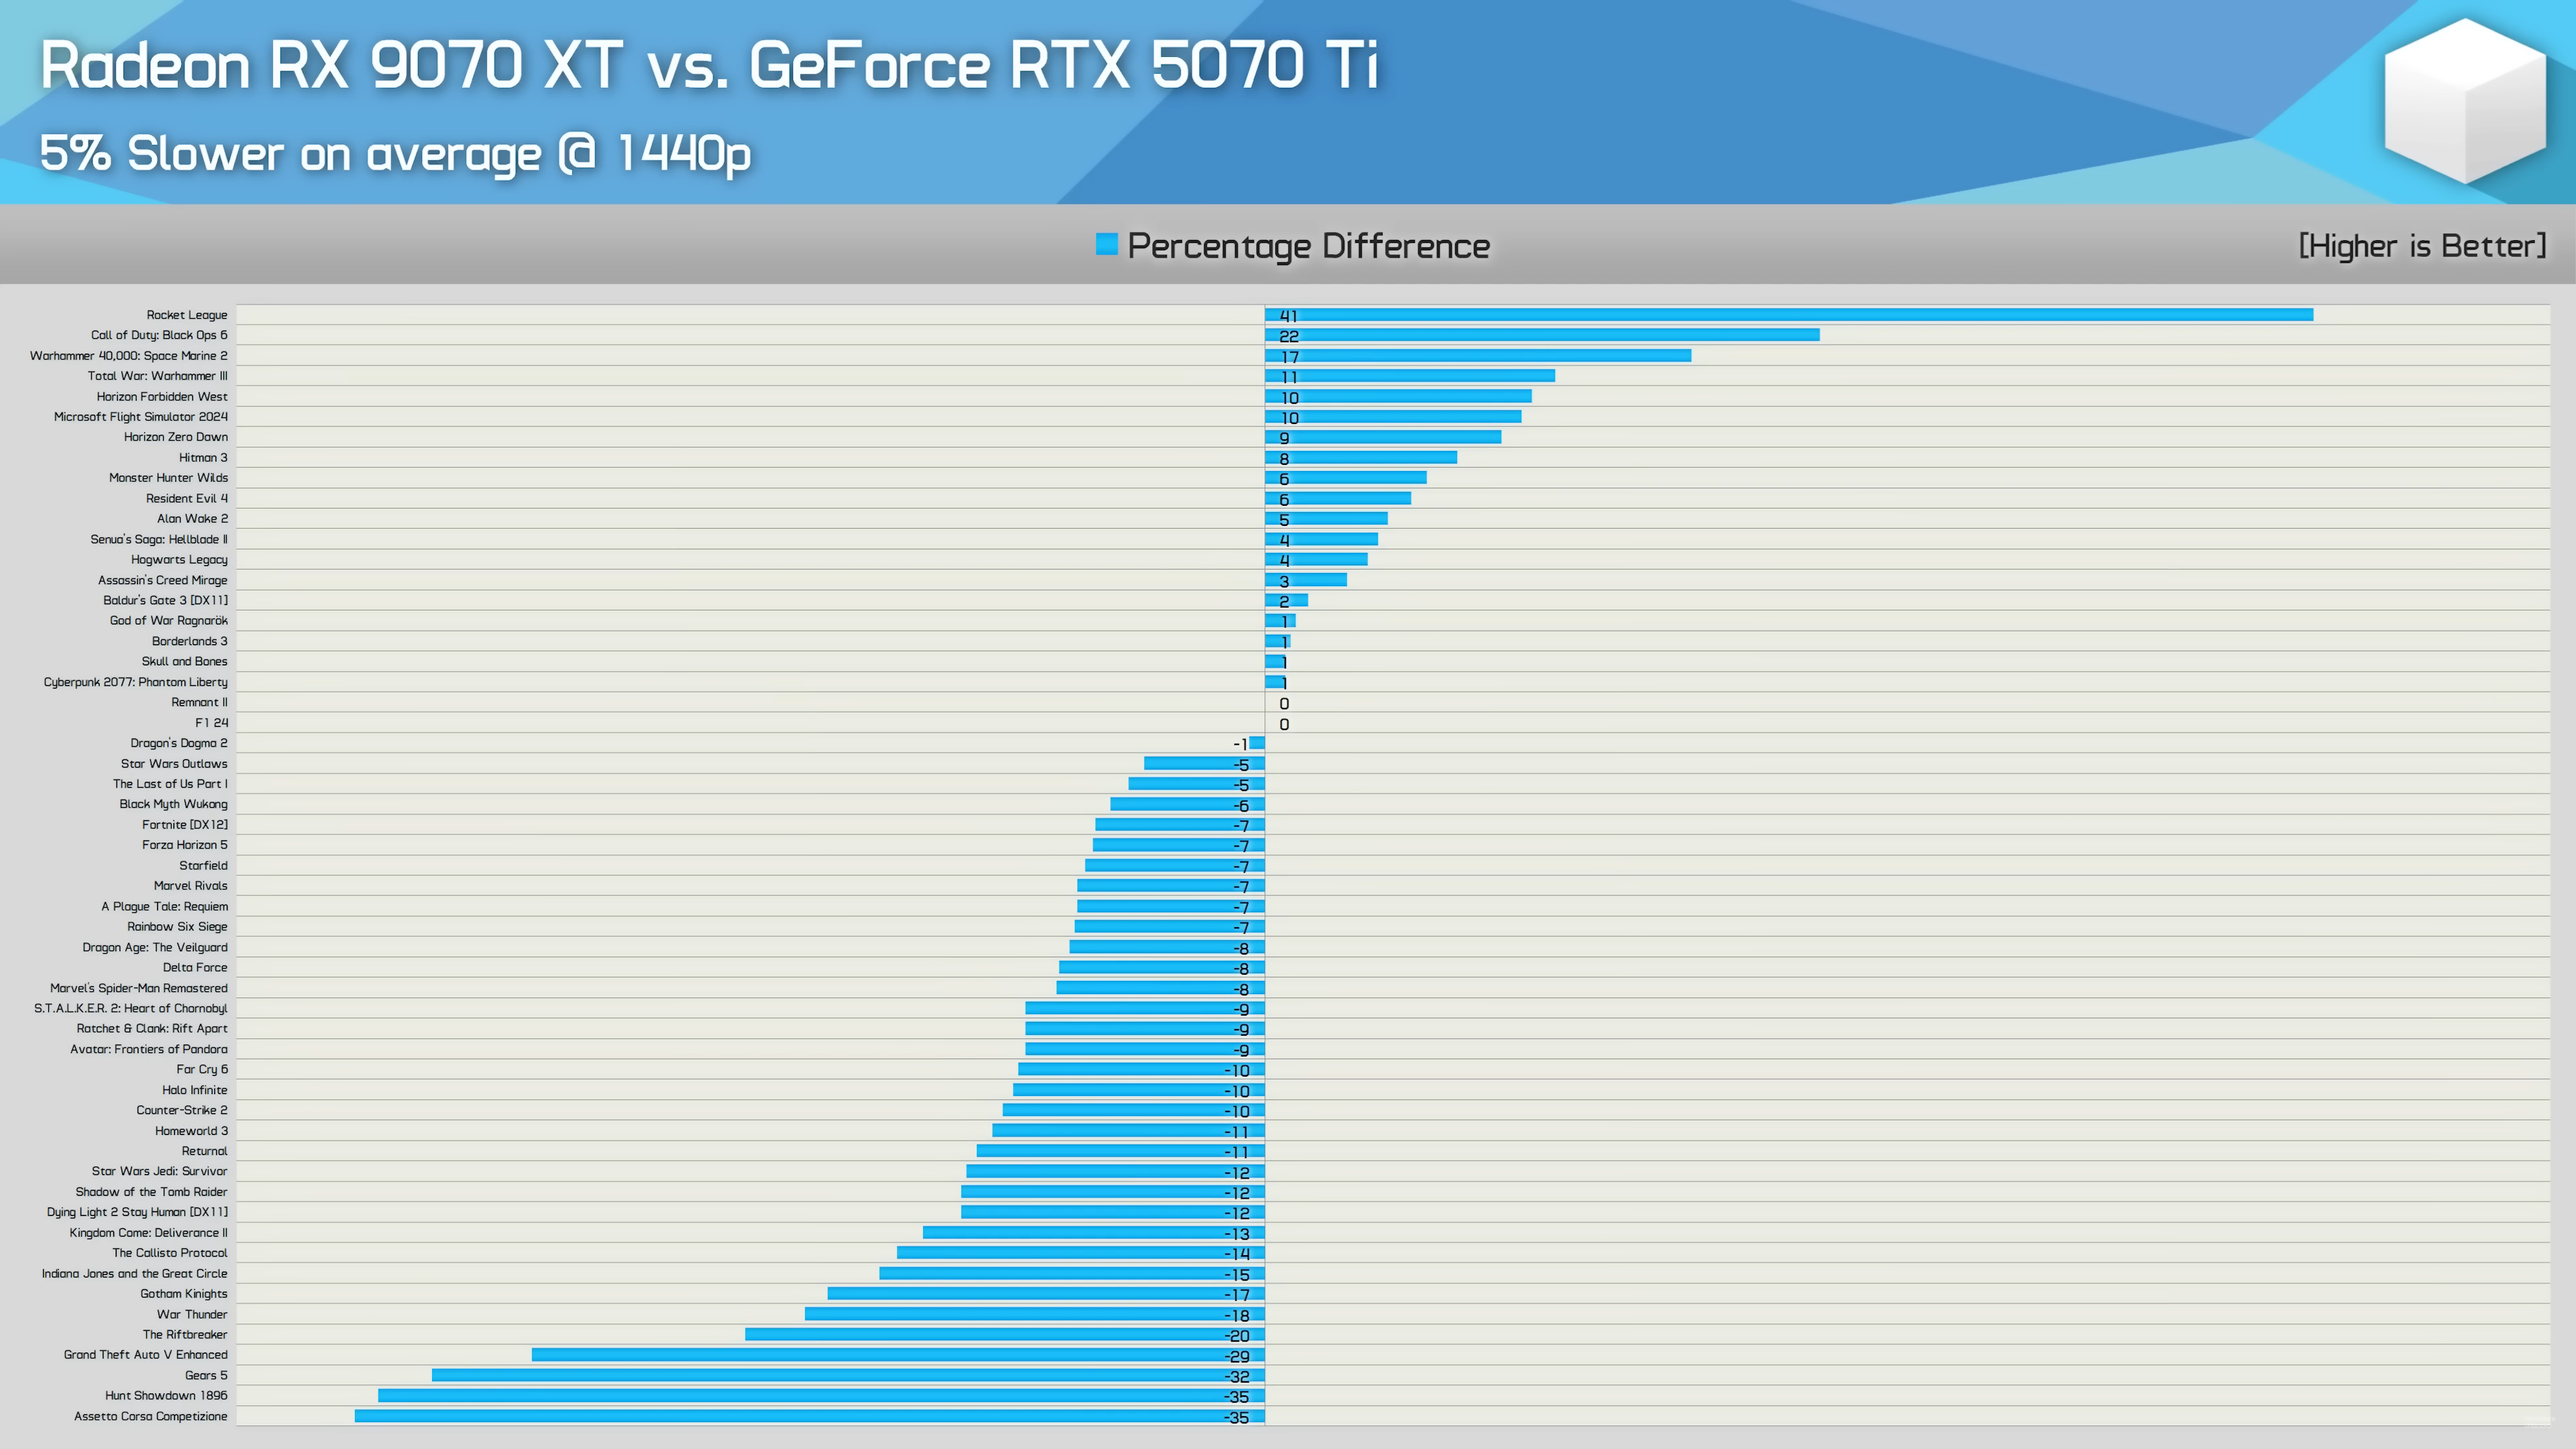 Radeon RX 9070 XT vs. GeForce RTX 5070 Ti
5% Slower on average @ 1440p
Percentage Difference
[Higher is Better]
Rocket League 41
Call of Duty: Black Ops 6 22
Warhammer 40,000: Space Marine 2 17
Total War: Warhammer III 11
Horizon Forbidden West 10
Microsoft Flight Simulator 2024 10
Horizon Zero Dawn 9
Hitman 3 8
Monster Hunter Wilds 6
Resident Evil 4 6
Alan Wake 2 5
Senua's Saga: Hellblade II 4
Hogwarts Legacy 4
Assassin's Creed Mirage 3
Baldur's Gate 3 [DX11] 2
God of War Ragnarök 1
Borderlands 3 1
Skull and Bones 1
Cyberpunk 2077: Phantom Liberty 1
Remnant II 0
F1 24 0
Dragon's Dogma 2 -1
Star Wars Outlaws -5
The Last of Us Part I -5
Black Myth Wukong -6
Fortnite [DX12] -7
Forza Horizon 5 -7
Starfield -7
Marvel Rivals -7
A Plague Tale: Requiem -7
Rainbow Six Siege -7
Dragon Age: The Veilguard -8
Delta Force -8
Marvel's Spider-Man Remastered -8
S.T.A.L.K.E.R. 2: Heart of Chornobyl -9
Ratchet & Clank: Rift Apart -9
Avatar: Frontiers of Pandora -9
Far Cry 6 -10
Halo Infinite -10
Counter-Strike 2 -10
Homeworld 3 -11
Returnal -11
Star Wars Jedi: Survivor -12
Shadow of the Tomb Raider -12
Dying Light 2 Stay Human [DX11] -12
Kingdom Come: Deliverance II -13
The Callisto Protocol -14
Indiana Jones and the Great Circle -15
Gotham Kinights -17
War Thunder -18
The Riftbreaker -20
Grand Theft Auto V Enhanced -29
Gears 5 -32
Hunt Showdown 1896 -35
Assetto Corsa Competizione -35